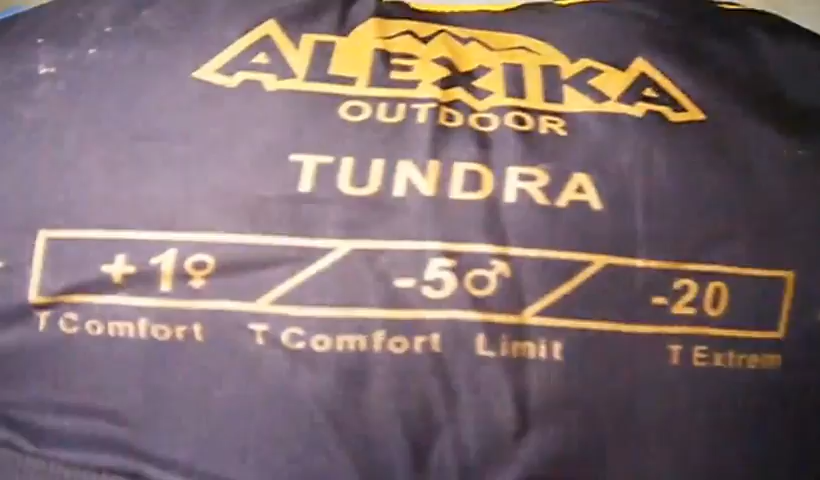 ALEXIKA
OUTDOOR
TUNDRA
+1♀ -5♂ -20
T Comfort T Comfort Limit T Extrem